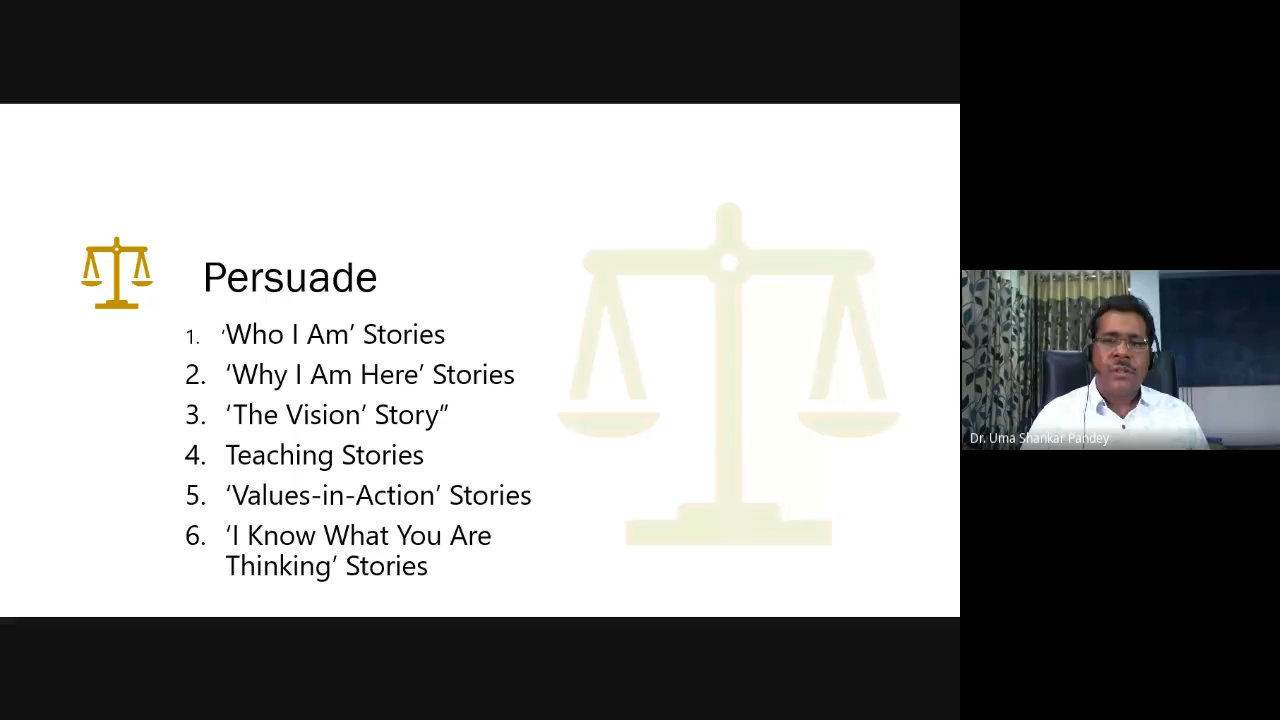 Persuade
1. ‘Who I Am’ Stories
2. ‘Why I Am Here’ Stories
3. ‘The Vision’ Story”
4. Teaching Stories
5. ‘Values-in-Action’ Stories
6. ‘I Know What You Are
Thinking’ Stories
Dr. Uma Shankar Pandey